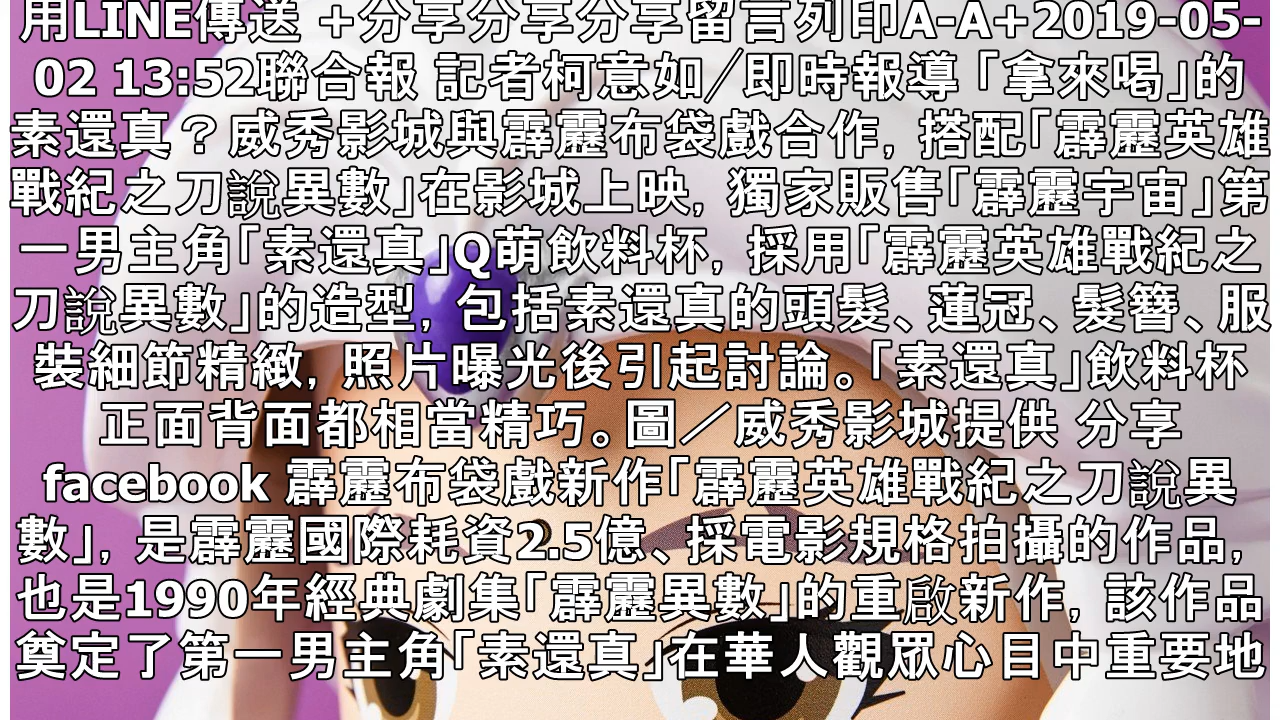 用LINE傳送 +分享分享分享留言列印A-A+2019-05-
02 13:52聯合報 記者柯意如╱即時報導「拿來喝」的
素還真？威秀影城與霹靂布袋戲合作，搭配「霹靂英雄
戰紀之刀說異數」在影城上映，獨家販售「霹靂宇宙」第
一男主角「素還真」Q萌飲料杯，採用「霹靂英雄戰紀之
刀說異數」的造型，包括素還真的頭髮、蓮冠、髮簪、服
裝細節精緻，照片曝光後引起討論。「素還真」飲料杯
正面背面都相當精巧。圖／威秀影城提供 分享
facebook 霹靂布袋戲新作「霹靂英雄戰紀之刀說異
數」，是霹靂國際耗資2.5億、採電影規格拍攝的作品，
也是1990年經典劇集「霹靂異數」的重啟新作，該作品
奠定了第一男主角「素還真」在華人觀眾心目中重要地